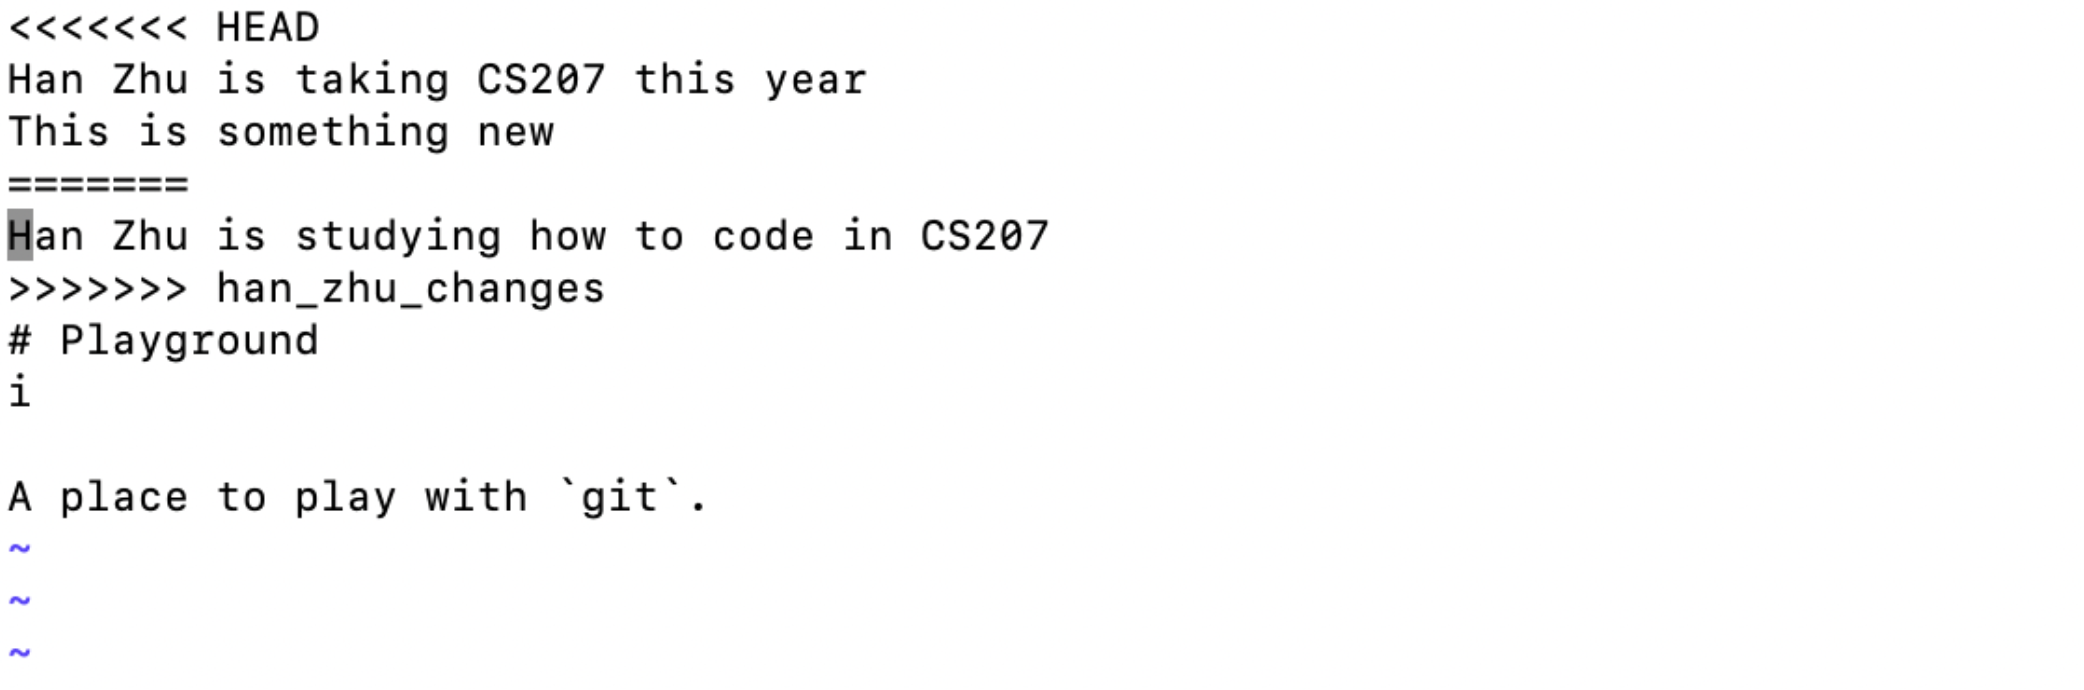 <<<<<<< HEAD
Han Zhu is taking CS207 this year
This is something new
=======
Han Zhu is studying how to code in CS207
>>>>>>> han_zhu_changes
# Playground
i

A place to play with `git`.
~
~
~